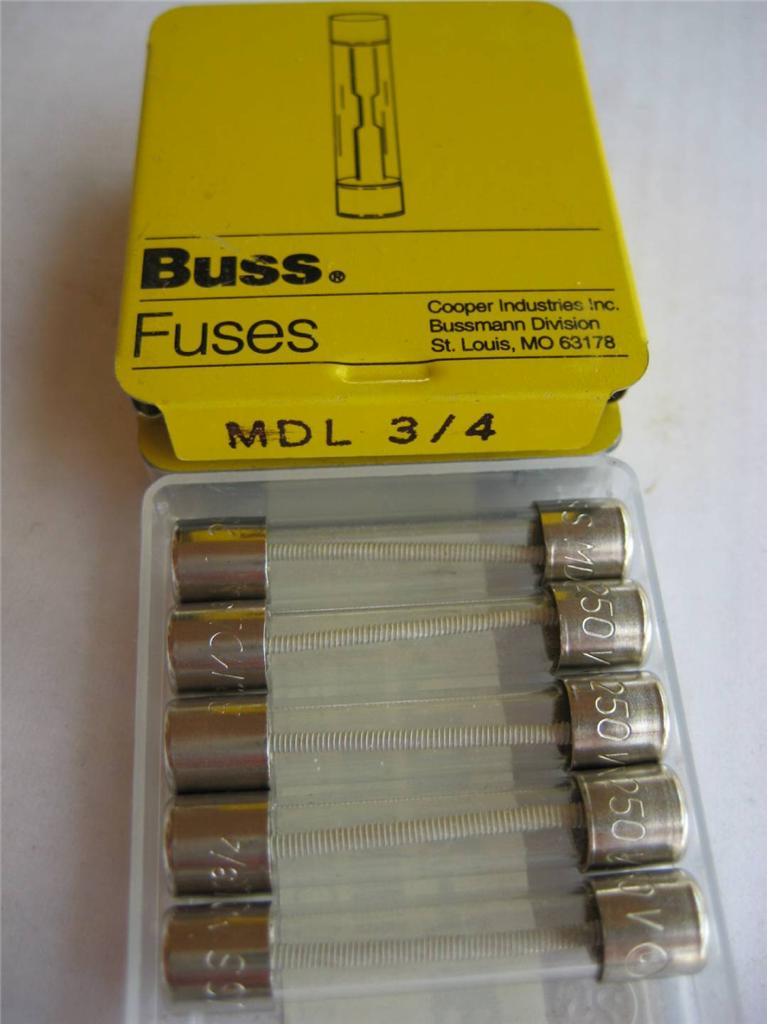 Buss®
Fuses
Cooper Industries Inc.
Bussmann Division
St. Louis, MO 63178
MDL 3/4
250V
250V
250V